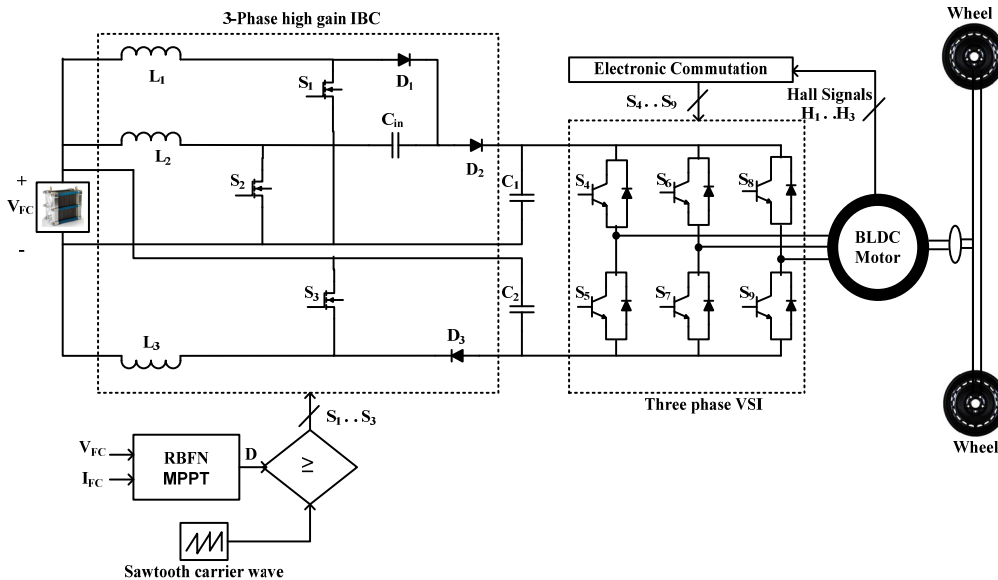 3-Phase high gain IBC
Wheel
L1
S1
D1
Electronic Commutation
Hall Signals
H1 . .H3
S4 . . S9
Cin
L2
D2
S2
C1
S4
S6
S8
+
VFC
-
BLDC
Motor
S3
C2
S5
S7
S9
L3
D3
Three phase VSI
S1 . . S3
VFC
IFC
RBFN
MPPT
D
≥
Wheel
Sawtooth carrier wave